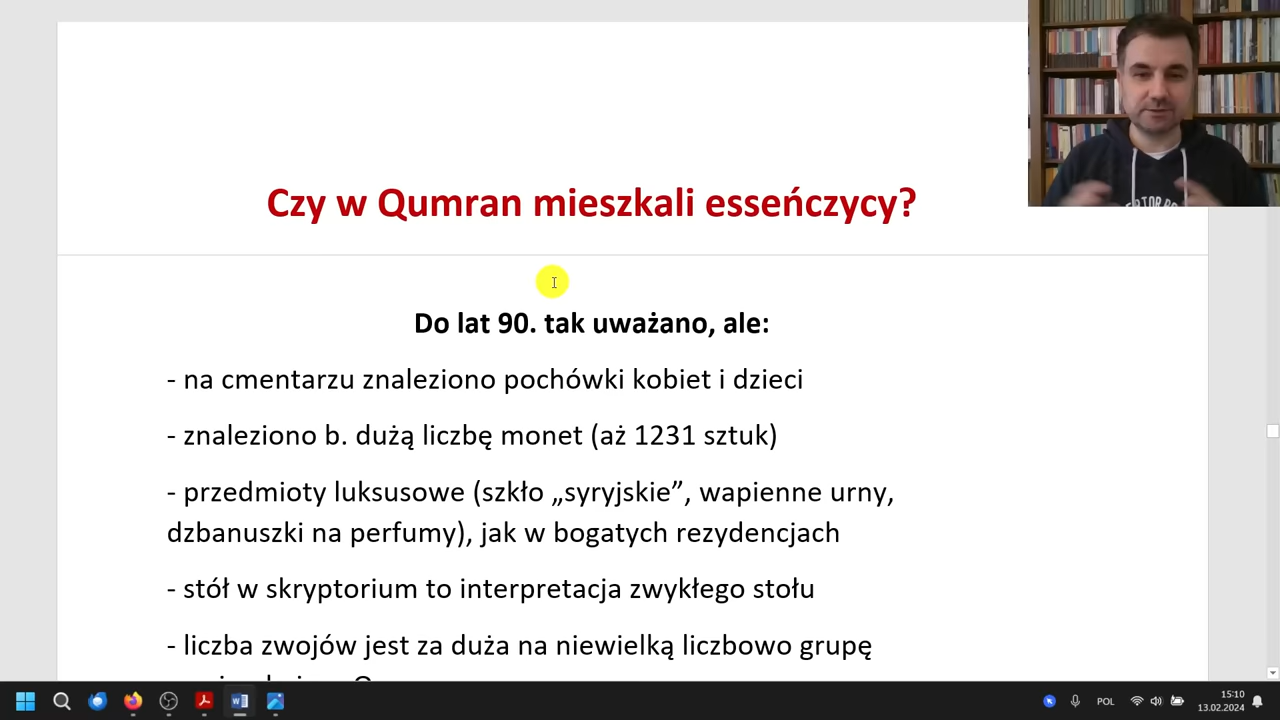 Czy w Qumran mieszkali esseńczycy?
Do lat 90. tak uważano, ale:
- na cmentarzu znaleziono pochówki kobiet i dzieci
- znaleziono b. dużą liczbę monet (aż 1231 sztuk)
- przedmioty luksusowe (szkło „syryjskie”, wapienne urny,
dzbanuszki na perfumy), jak w bogatych rezydencjach
- stół w skryptorium to interpretacja zwykłego stołu
- liczba zwojów jest za duża na niewielką liczbowo grupę
POL
15:10
13.02.2024